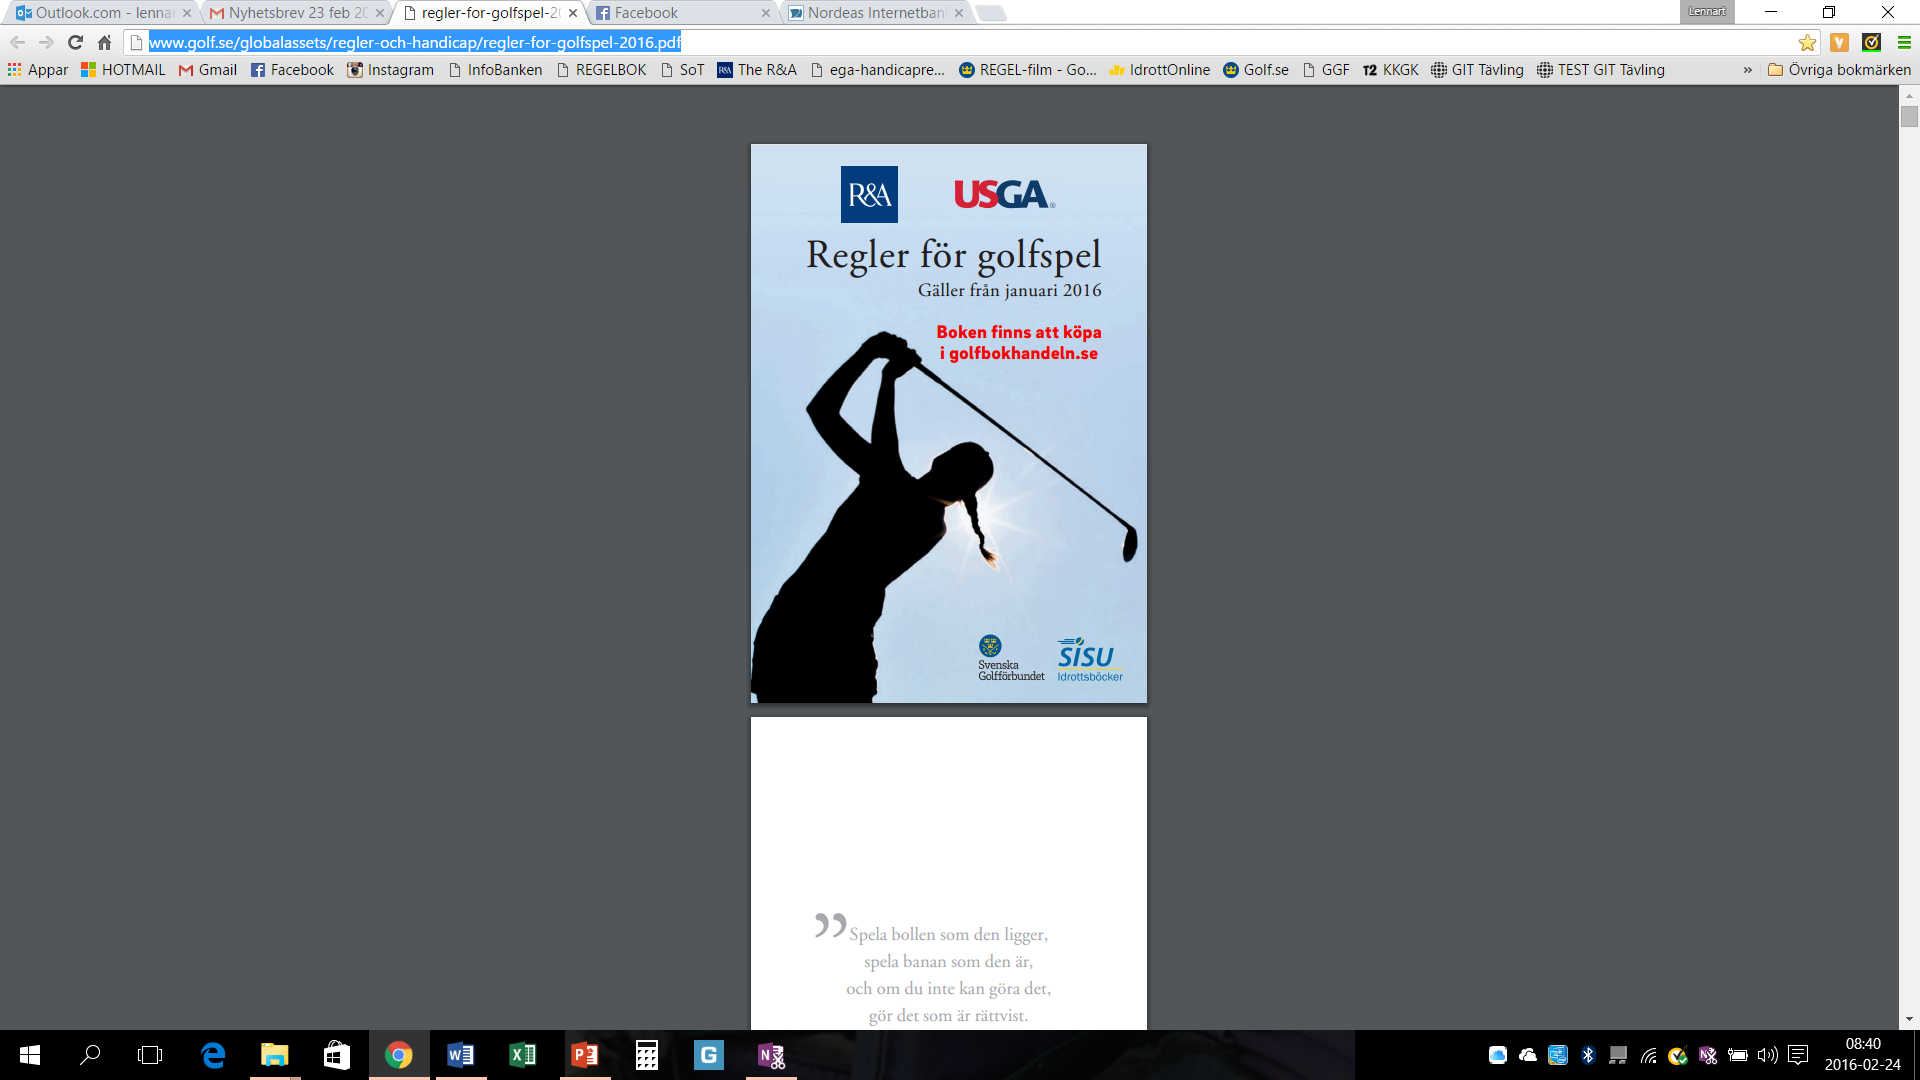 Outlook.com - lennar
Nyhetsbrev 23 feb 20
regler-for-golfspel-20
Facebook
Nordeas Internetban
Lennart
www.golf.se/globalassets/regler-och-handicap/regler-for-golfspel-2016.pdf
Appar
HOTMAIL
Gmail
Facebook
Instagram
InfoBanken
REGELBOK
SoT
The R&A
ega-handicapre...
REGEL-film - Go...
IdrottOnline
Golf.se
GGF
T2 KKGK
GIT Tävling
TEST GIT Tävling
»
Övriga bokmärken
R&A
USGA
Regler för golfspel
Gäller från januari 2016
Boken finns att köpa
i golfbokhandeln.se
Svenska
Golfförbundet
SISU
Idrottsböcker
”Spela bollen som den ligger,
spela banan som den är,
och om du inte kan göra det,
gör det som är rättvist.
08:40
2016-02-24